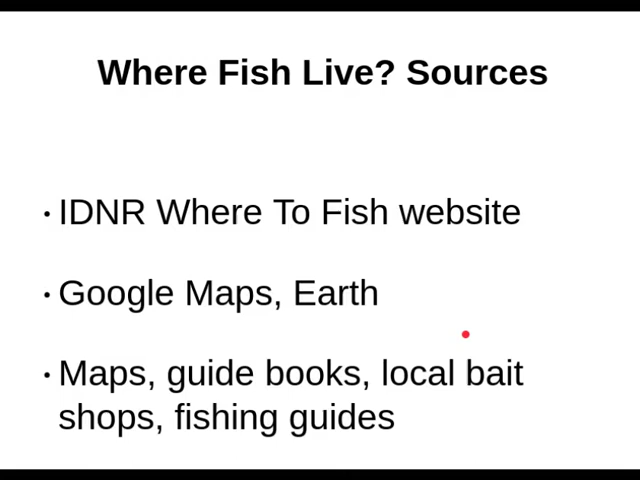 Where Fish Live? Sources
• IDNR Where To Fish website
• Google Maps, Earth
• Maps, guide books, local bait
shops, fishing guides